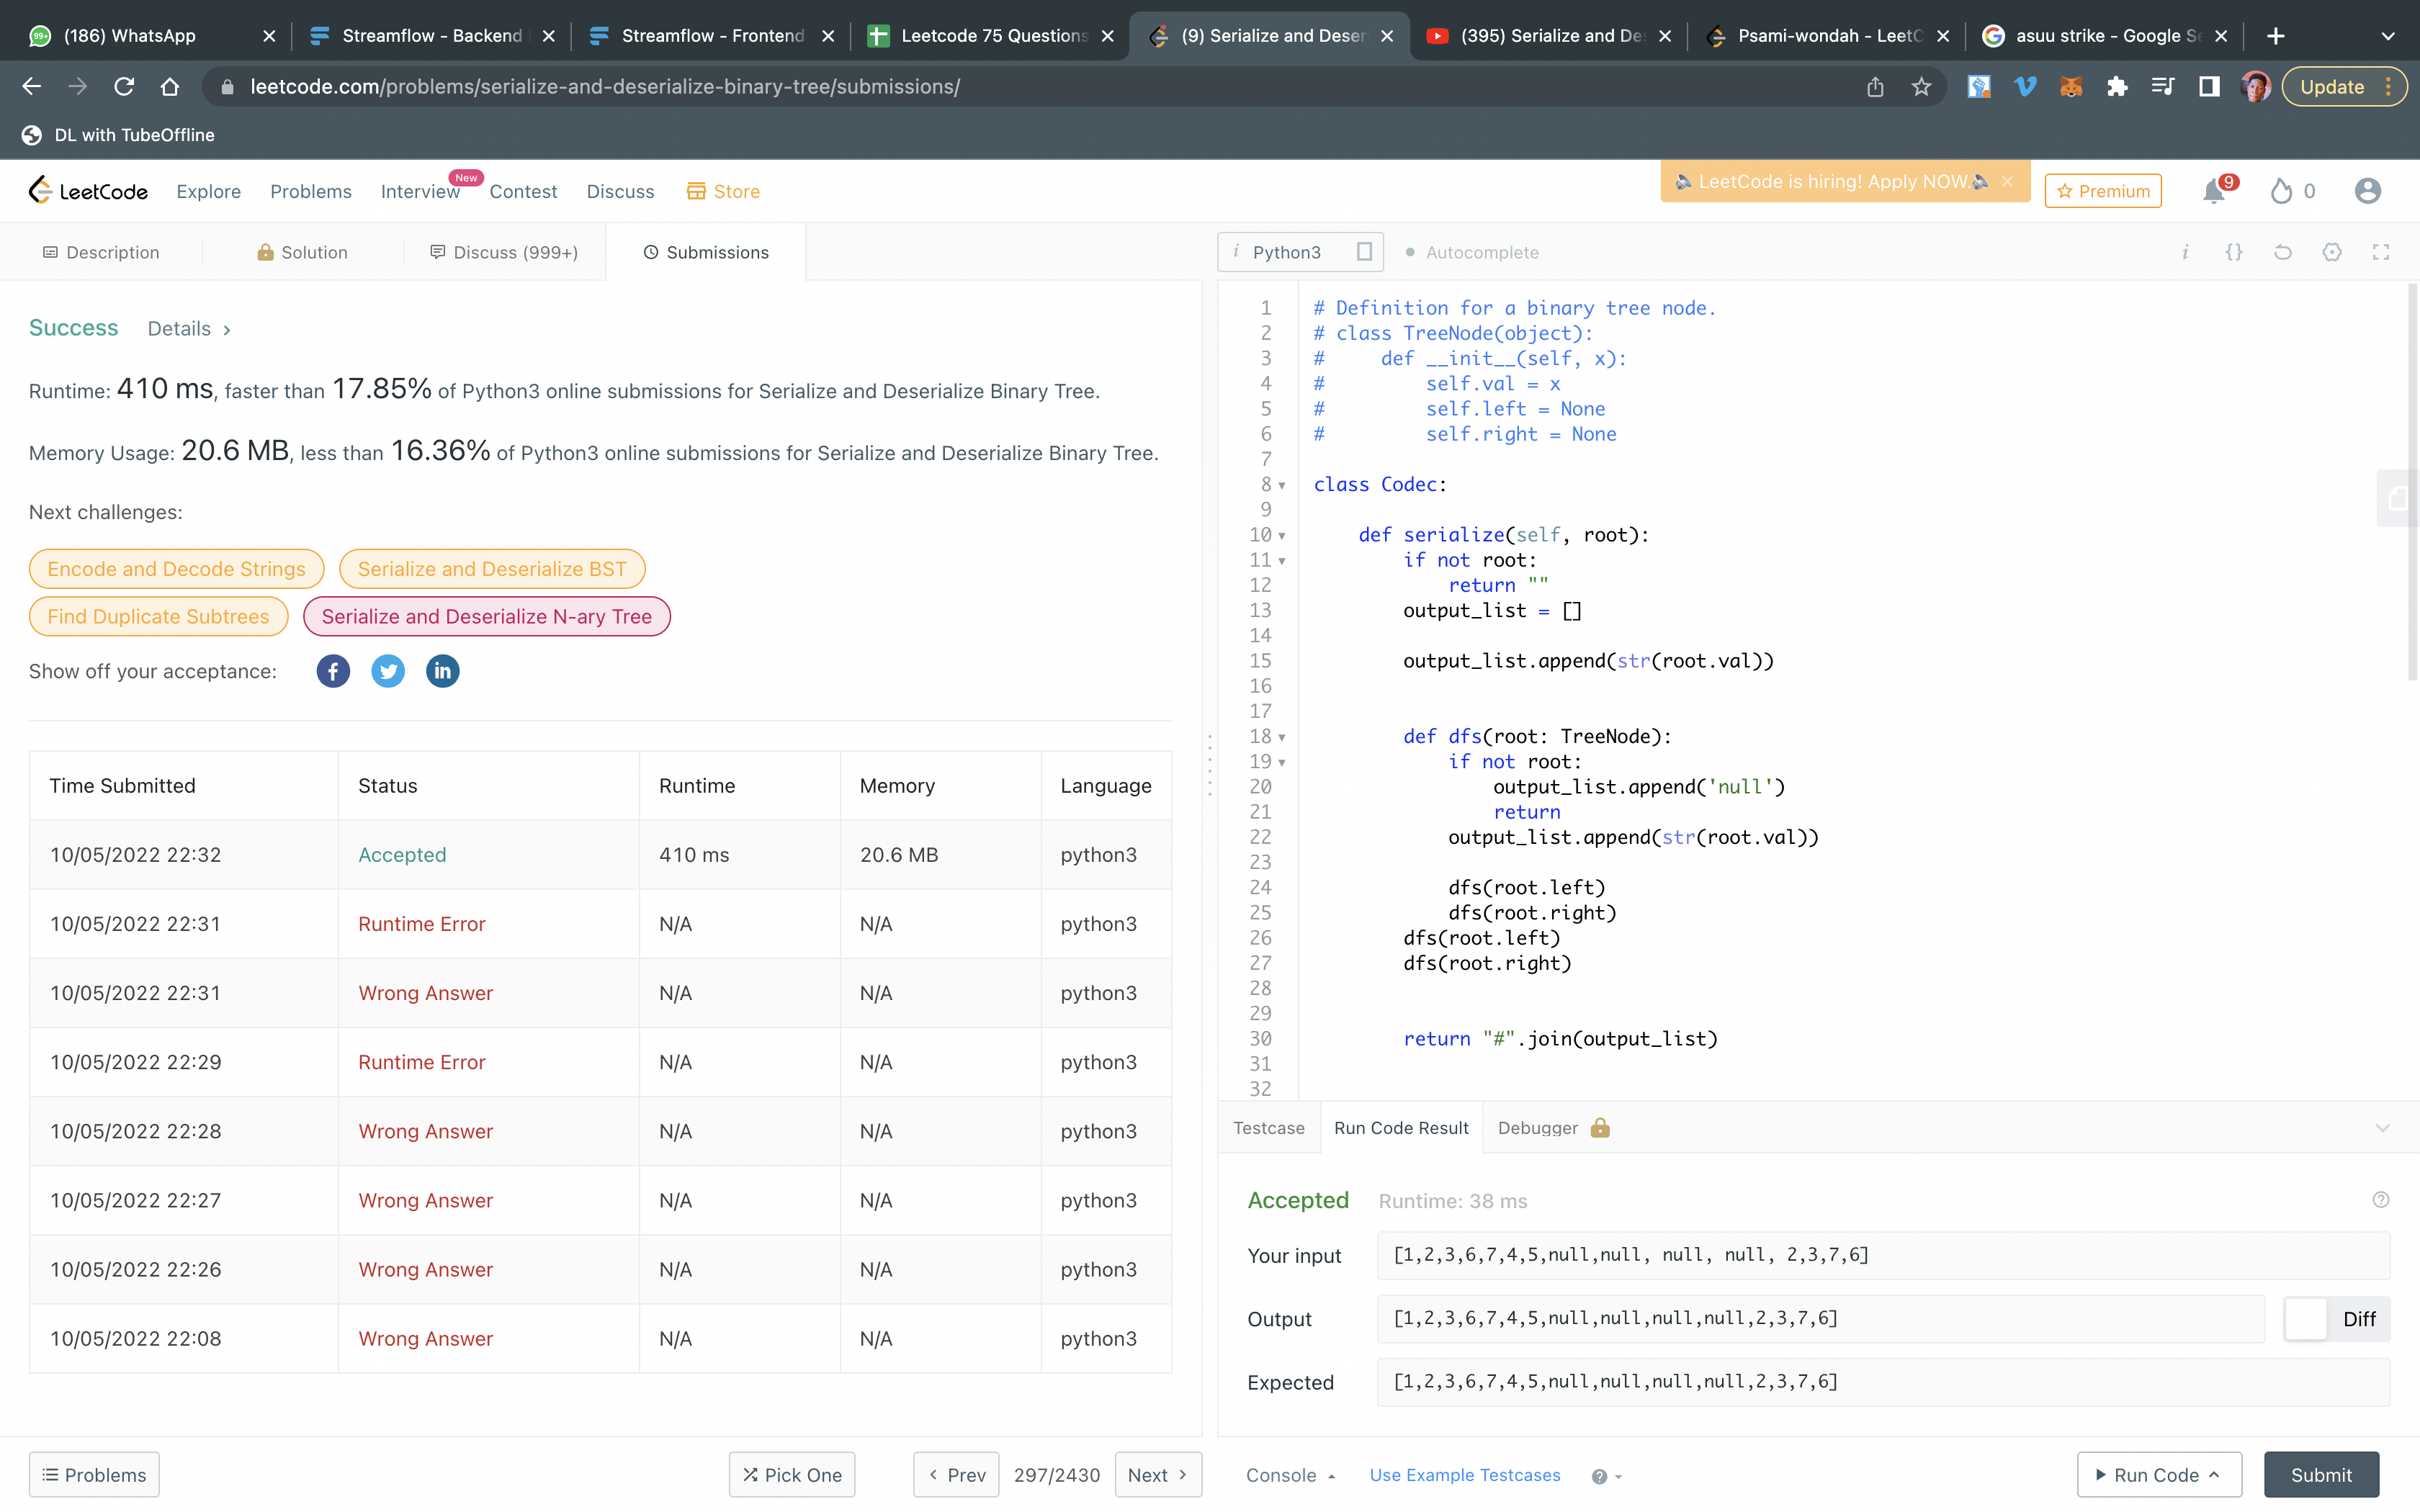 (186) WhatsApp
Streamflow - Backend
Streamflow - Frontend
Leetcode 75 Questions
(9) Serialize and Deser
(395) Serialize and De
Psami-wondah - LeetC
asuu strike - Google Se
leetcode.com/problems/serialize-and-deserialize-binary-tree/submissions/
Update
DL with TubeOffline
LeetCode
Explore
Problems
Interview
New
Contest
Discuss
Store
LeetCode is hiring! Apply NOW.
Premium
9
0
Description
Solution
Discuss (999+)
Submissions
i Python3
Autocomplete
Success
Details
Runtime: 410 ms, faster than 17.85% of Python3 online submissions for Serialize and Deserialize Binary Tree.
Memory Usage: 20.6 MB, less than 16.36% of Python3 online submissions for Serialize and Deserialize Binary Tree.
Next challenges:
Encode and Decode Strings
Serialize and Deserialize BST
Find Duplicate Subtrees
Serialize and Deserialize N-ary Tree
Show off your acceptance:
Time Submitted Status Runtime Memory Language
10/05/2022 22:32 Accepted 410 ms 20.6 MB python3
10/05/2022 22:31 Runtime Error N/A N/A python3
10/05/2022 22:31 Wrong Answer N/A N/A python3
10/05/2022 22:29 Runtime Error N/A N/A python3
10/05/2022 22:28 Wrong Answer N/A N/A python3
10/05/2022 22:27 Wrong Answer N/A N/A python3
10/05/2022 22:26 Wrong Answer N/A N/A python3
10/05/2022 22:08 Wrong Answer N/A N/A python3
Problems
Pick One
Prev
297/2430
Next
1 # Definition for a binary tree node.
2 # class TreeNode(object):
3 #     def __init__(self, x):
4 #         self.val = x
5 #         self.left = None
6 #         self.right = None
7
8 class Codec:
9
10     def serialize(self, root):
11         if not root:
12             return ""
13         output_list = []
14
15         output_list.append(str(root.val))
16
17
18         def dfs(root: TreeNode):
19             if not root:
20                 output_list.append('null')
21                 return
22             output_list.append(str(root.val))
23
24             dfs(root.left)
25             dfs(root.right)
26         dfs(root.left)
27         dfs(root.right)
28
29
30         return "#".join(output_list)
31
32
Testcase
Run Code Result
Debugger
Accepted
Runtime: 38 ms
Your input [1,2,3,6,7,4,5,null,null, null, null, 2,3,7,6]
Output [1,2,3,6,7,4,5,null,null,null,null,2,3,7,6]
Diff
Expected [1,2,3,6,7,4,5,null,null,null,null,2,3,7,6]
Console
Use Example Testcases
Run Code
Submit